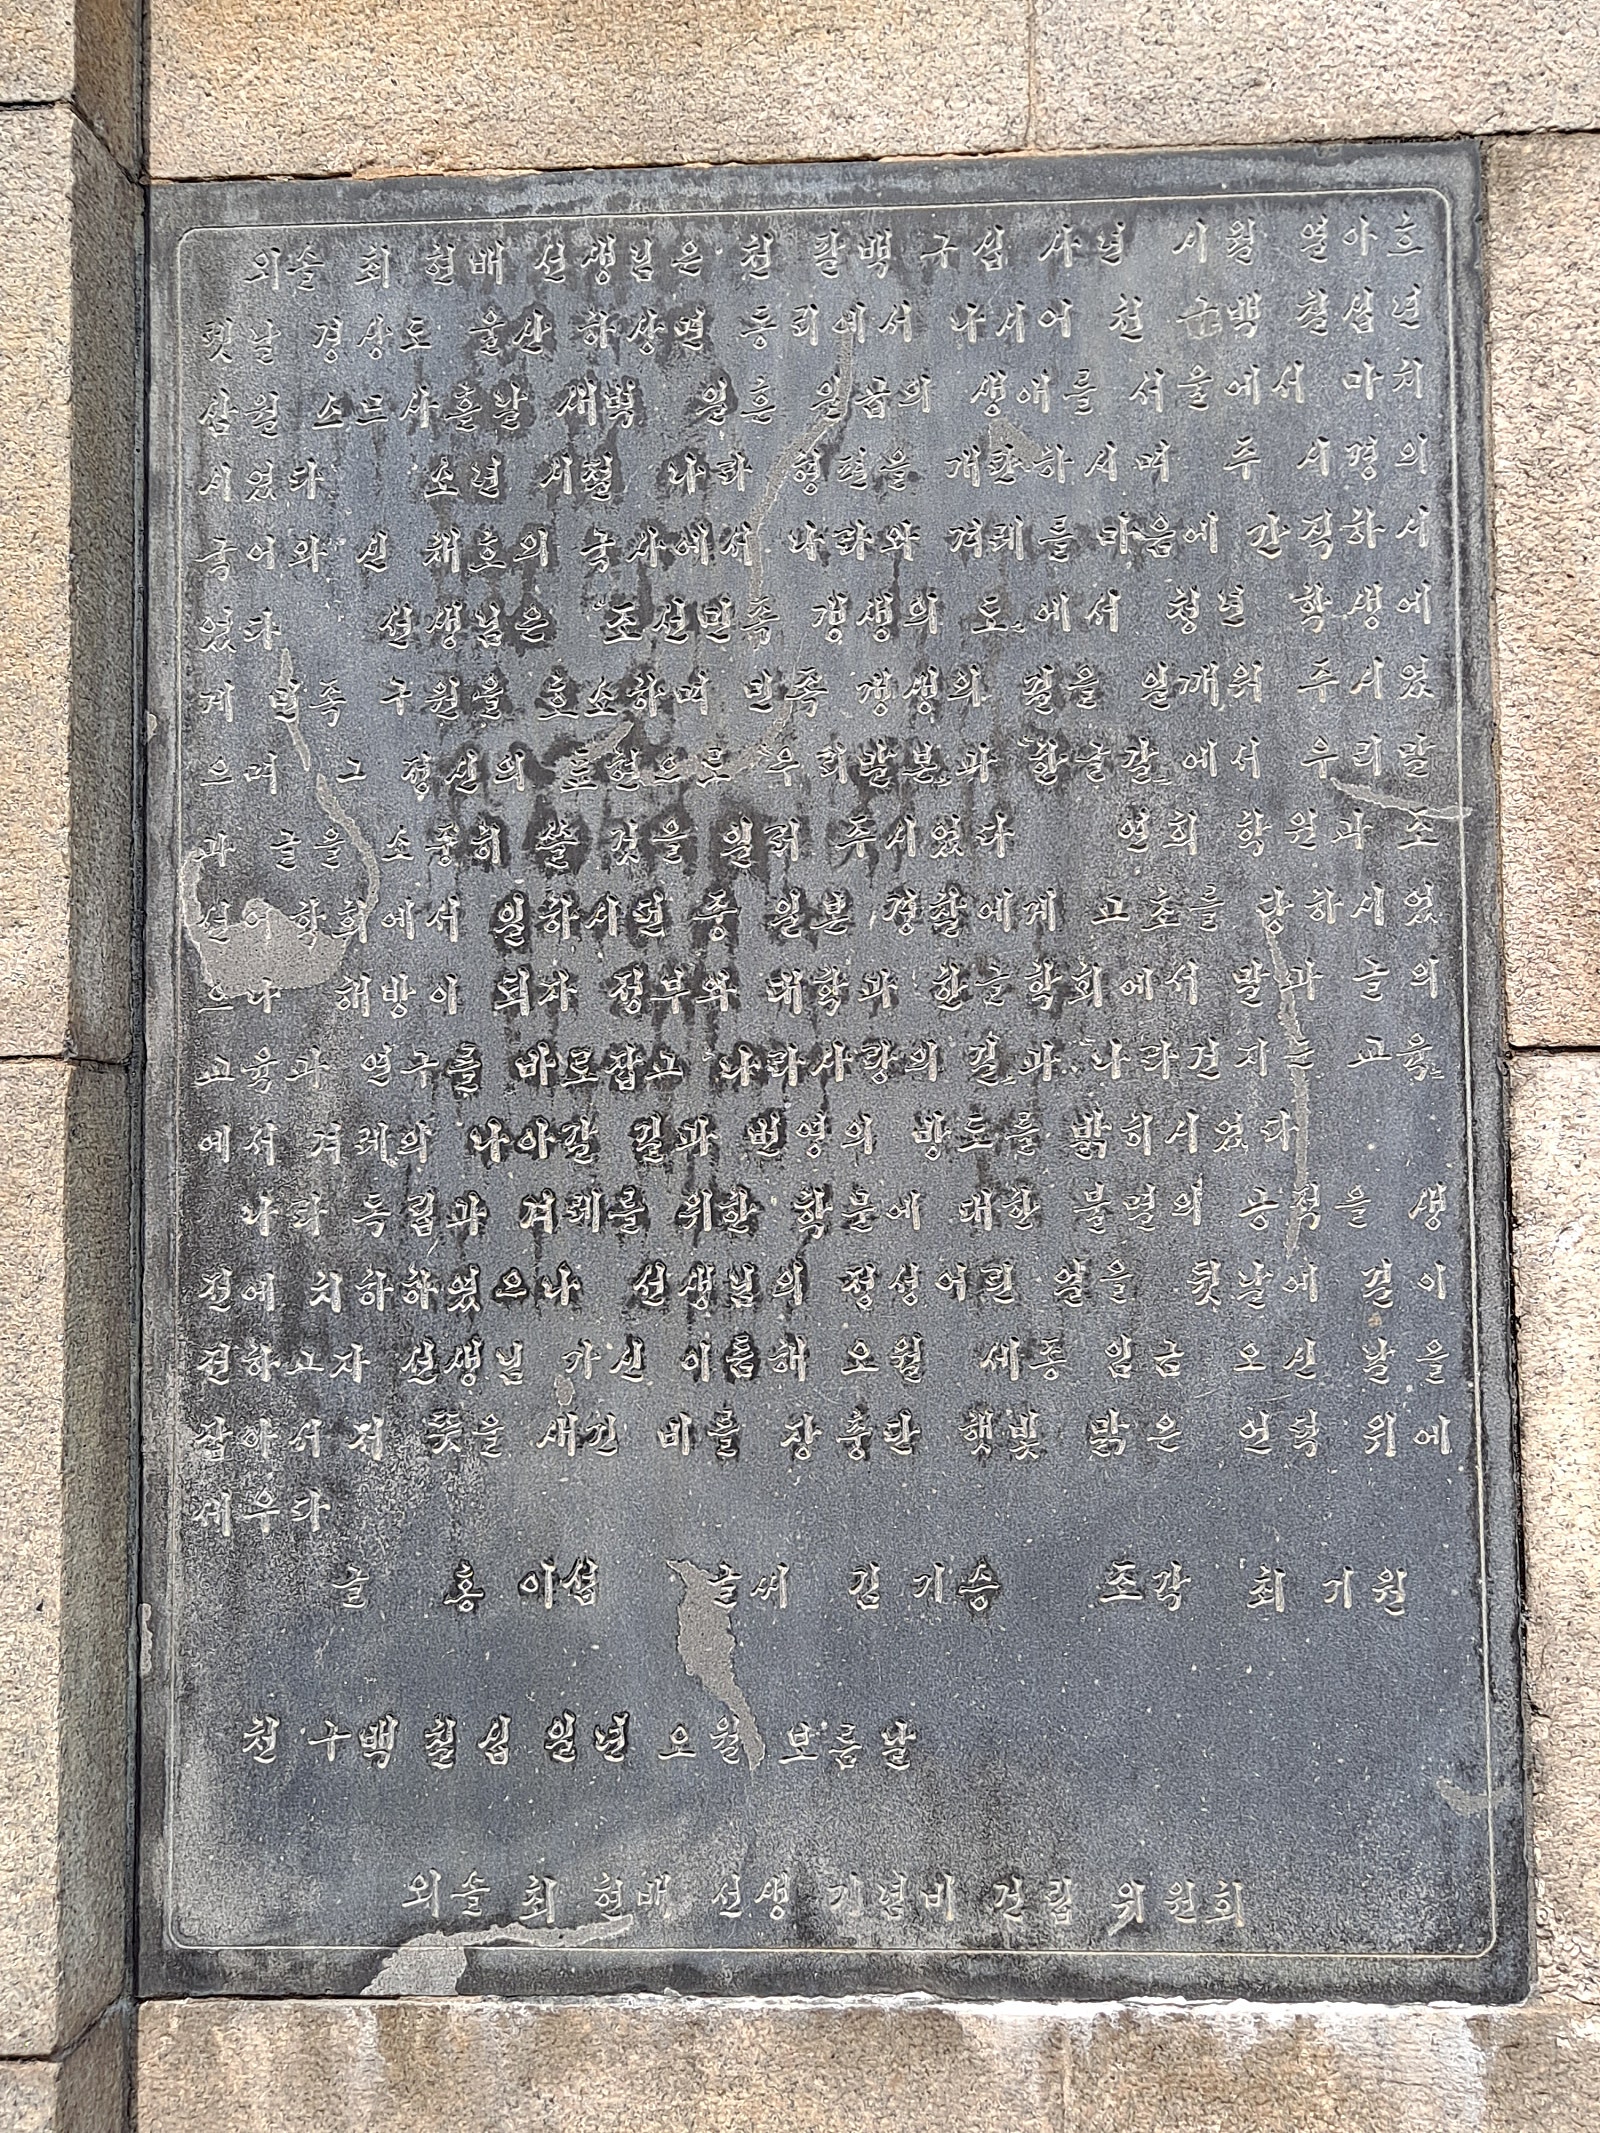 외솔 최 현배 선생님은 천 팔백 구십 사년 시월 열아흐
렛날 경상도 울산 하상면 동리에서 나시어 천 구백 칠십년
삼월 스므사흘날 새벽 일흔 일곱의 생애를 서울에서 마치
시었다 소년 시절 나라 형편을 개탄하시며 주 시경의
국어와 신 채호의 국사에서 나라와 겨레를 마음에 간직하시
었다 선생님은 "조선민족 갱생의 도"에서 청년 학생에
게 민족 구원을 호소하며 민족 갱생의 길을 일깨워 주시었
으며 그 정신의 표현으로 "우리말본"과 "한글갈"에서 우리말
과 글을 소중히 쓸 것을 일러 주시었다 연희 학원과 조
선어학회에서 일하시던 중 일본 경찰에게 고초를 당하시었
으나 해방이 되자 정부와 대학과 한글학회에서 말과 글의
교육과 연구를 바로잡고 "나라사랑의 길"과 "나라건지는 교육"
에서 겨레의 나아갈 길과 번영의 방도를 밝히시었다
나라 독립과 겨레를 위한 학문에 대한 불멸의 공적을 생
전에 치하하였으나 선생님의 정성어린 얼을 뒷날에 길이
전하고자 선생님 가신 이듬해 오월 세종 임금 오신 날을
잡아서 저 뜻을 새긴 비를 장충단 햇빛 맑은 언덕 위에
세우다
글 홍 이섭 글씨 김 기승 조각 최 기원
천 구백 칠십 일년 오월 보름날
외솔 최 현배 선생 기념비 건립 위원회